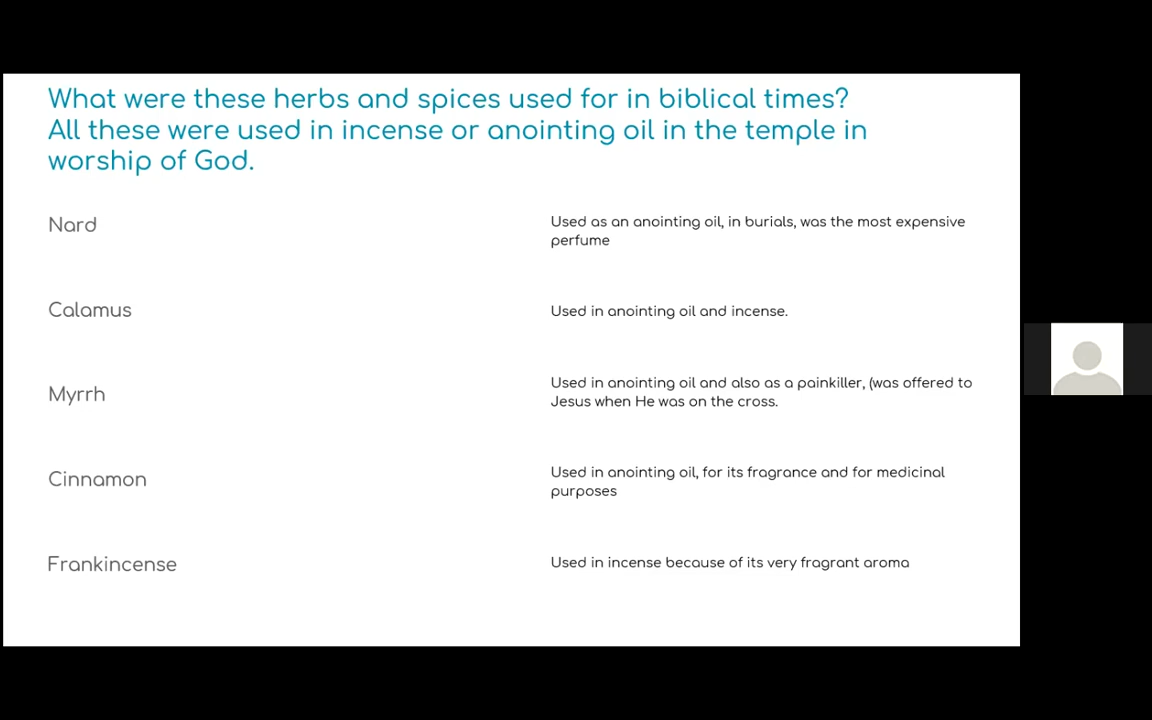 What were these herbs and spices used for in biblical times?
All these were used in incense or anointing oil in the temple in
worship of God.
Nard
Used as an anointing oil, in burials, was the most expensive
perfume
Calamus
Used in anointing oil and incense.
Myrrh
Used in anointing oil and also as a painkiller, (was offered to
Jesus when He was on the cross.
Cinnamon
Used in anointing oil, for its fragrance and for medicinal
purposes
Frankincense
Used in incense because of its very fragrant aroma